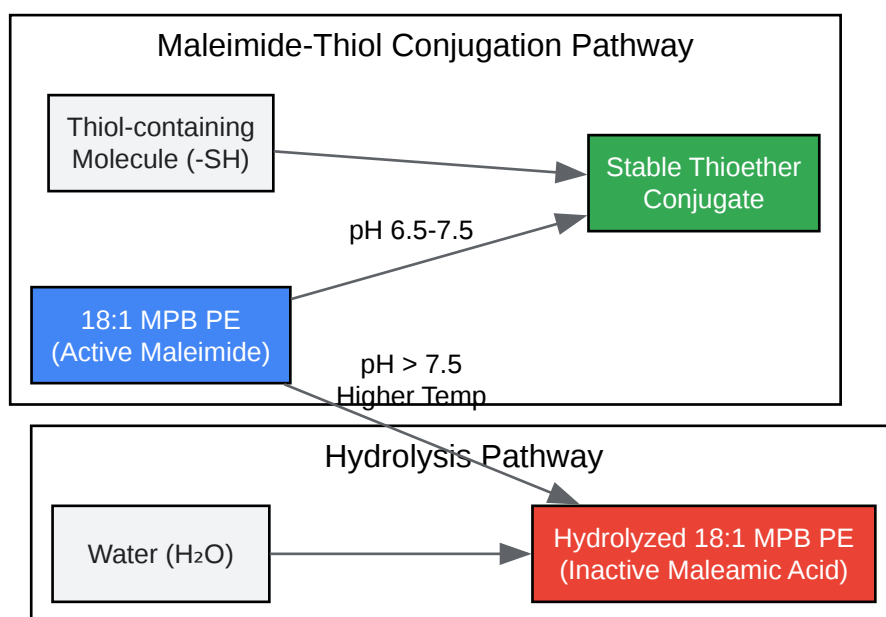 Maleimide-Thiol Conjugation Pathway
Thiol-containing
Molecule (-SH)
Stable Thioether
Conjugate
pH 6.5-7.5
18:1 MPB PE
(Active Maleimide)
pH > 7.5
Higher Temp
Hydrolysis Pathway
Water (H₂O)
Hydrolyzed 18:1 MPB PE
(Inactive Maleamic Acid)